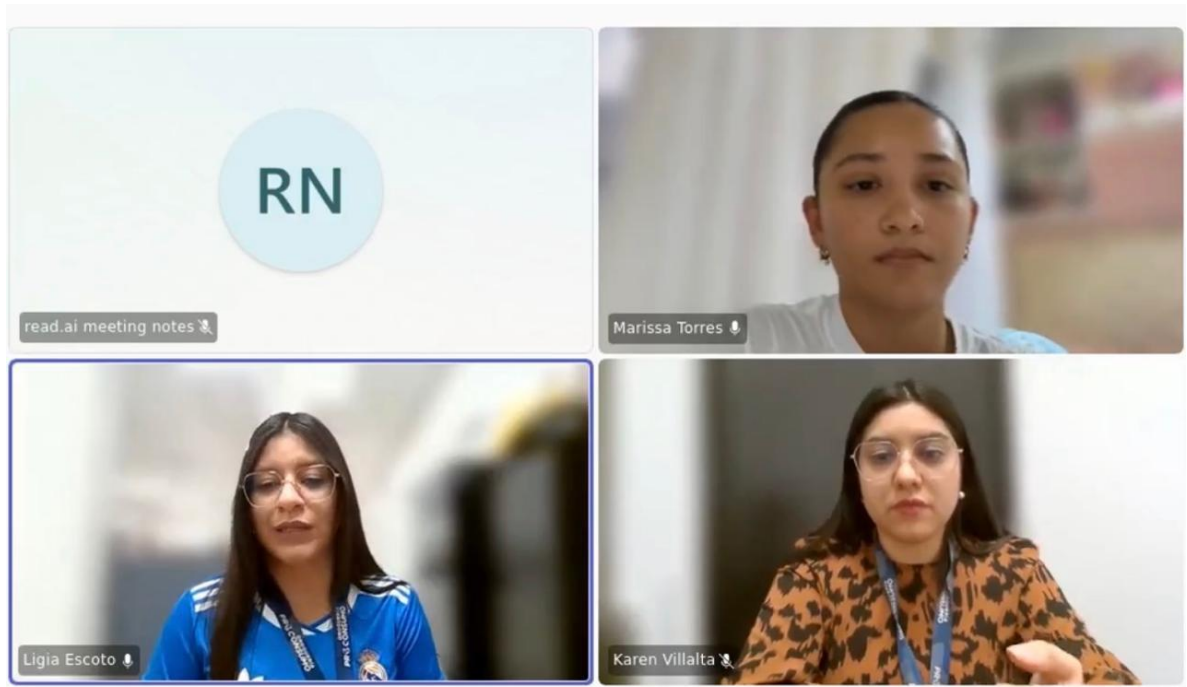 RN
read.ai meeting notes
Marissa Torres
Ligia Escoto
Karen Villalta